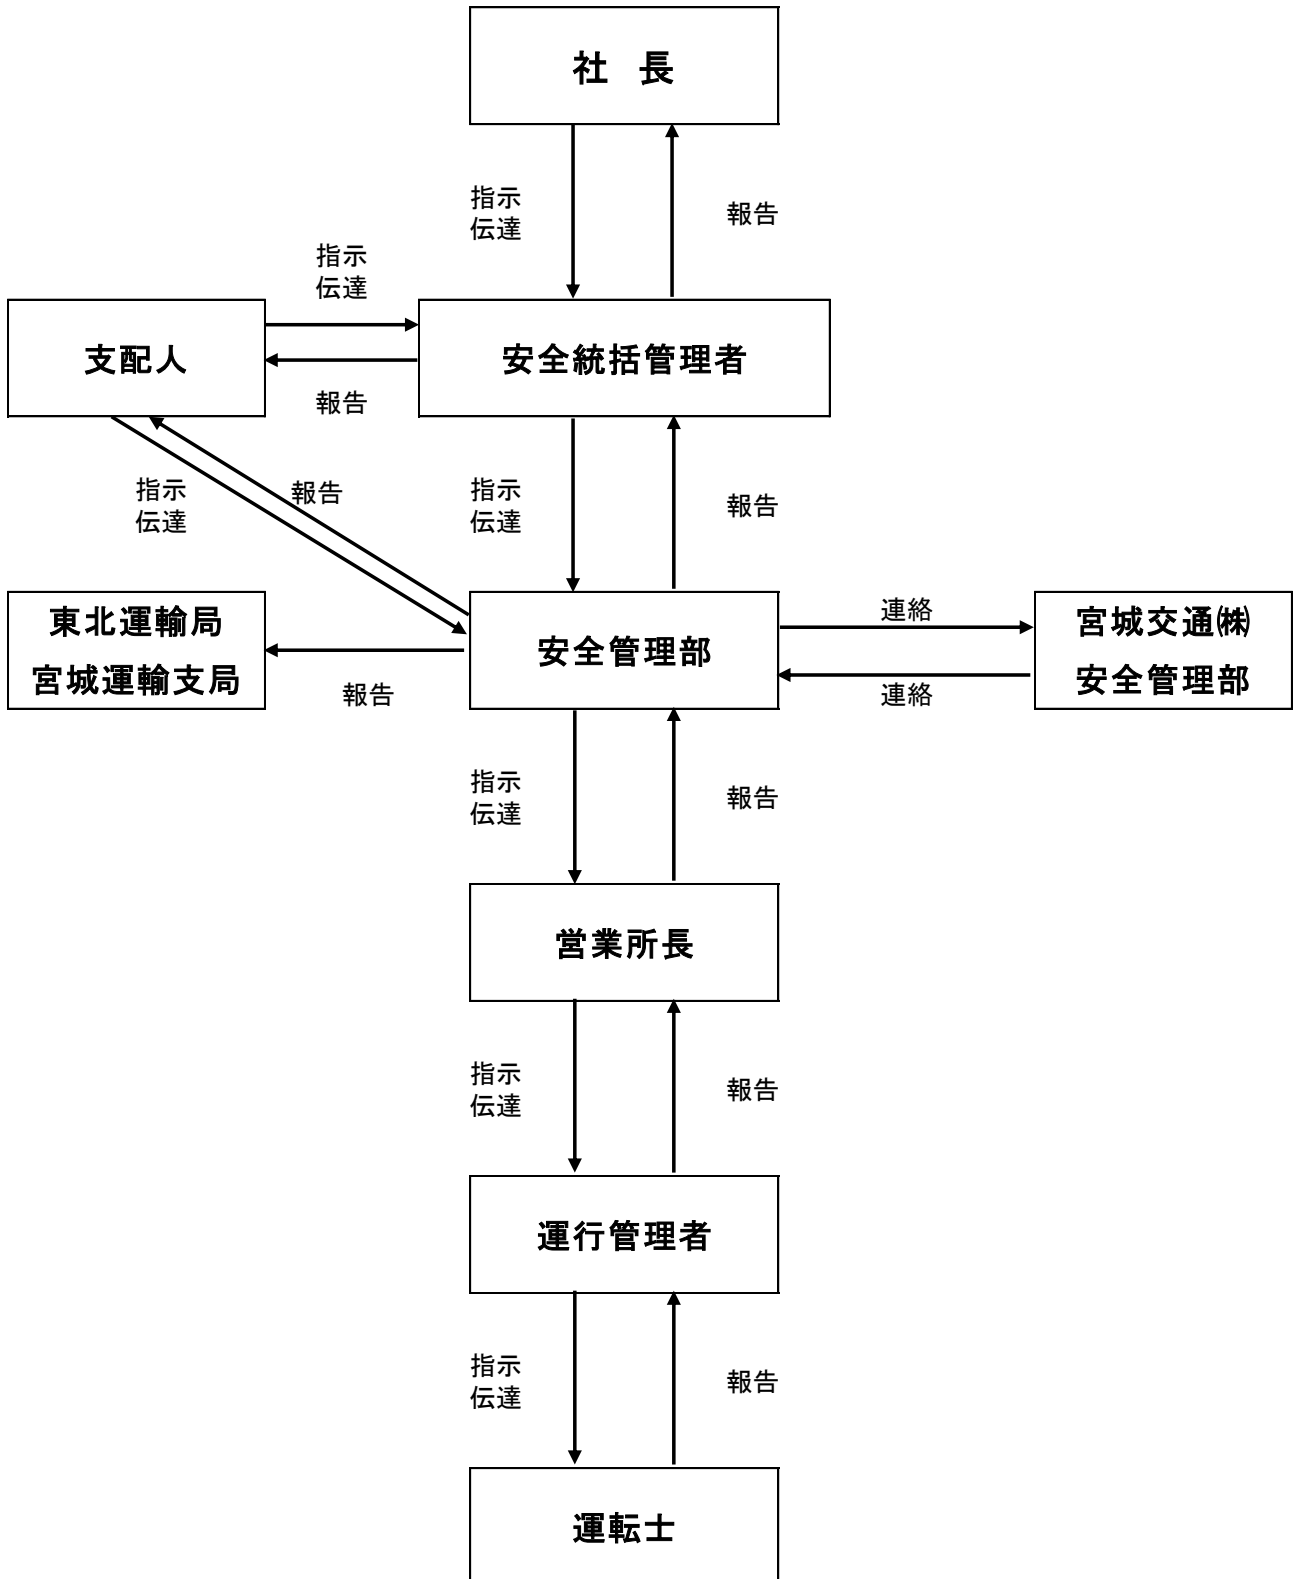 社 長
指示
伝達
報告
指示
伝達
支配人
安全統括管理者
報告
指示
伝達
報告
指示
伝達
報告
東北運輸局
宮城運輸支局
報告
安全管理部
連絡
連絡
宮城交通㈱
安全管理部
指示
伝達
報告
営業所長
指示
伝達
報告
運行管理者
指示
伝達
報告
運転士